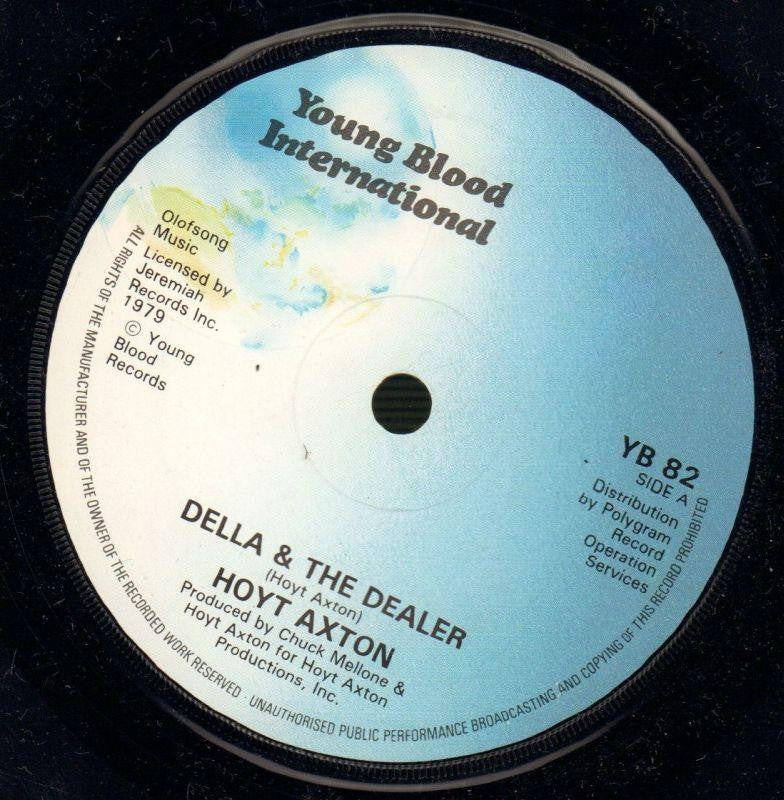 Young Blood
International
Olofsong
Music
Licensed by
Jeremiah
Records Inc.
1979
© Young
Blood
Records
YB 82
SIDE A
Distribution
by Polygram
Record
Operation
Services
DELLA & THE DEALER
(Hoyt Axton)
HOYT AXTON
Produced by Chuck Mellone &
Hoyt Axton for Hoyt Axton
Productions, Inc.
ALL RIGHTS OF THE MANUFACTURER AND OF THE OWNER OF THE RECORDED WORK RESERVED . UNAUTHORISED PUBLIC PERFORMANCE BROADCASTING AND COPYING OF THIS RECORD PROHIBITED